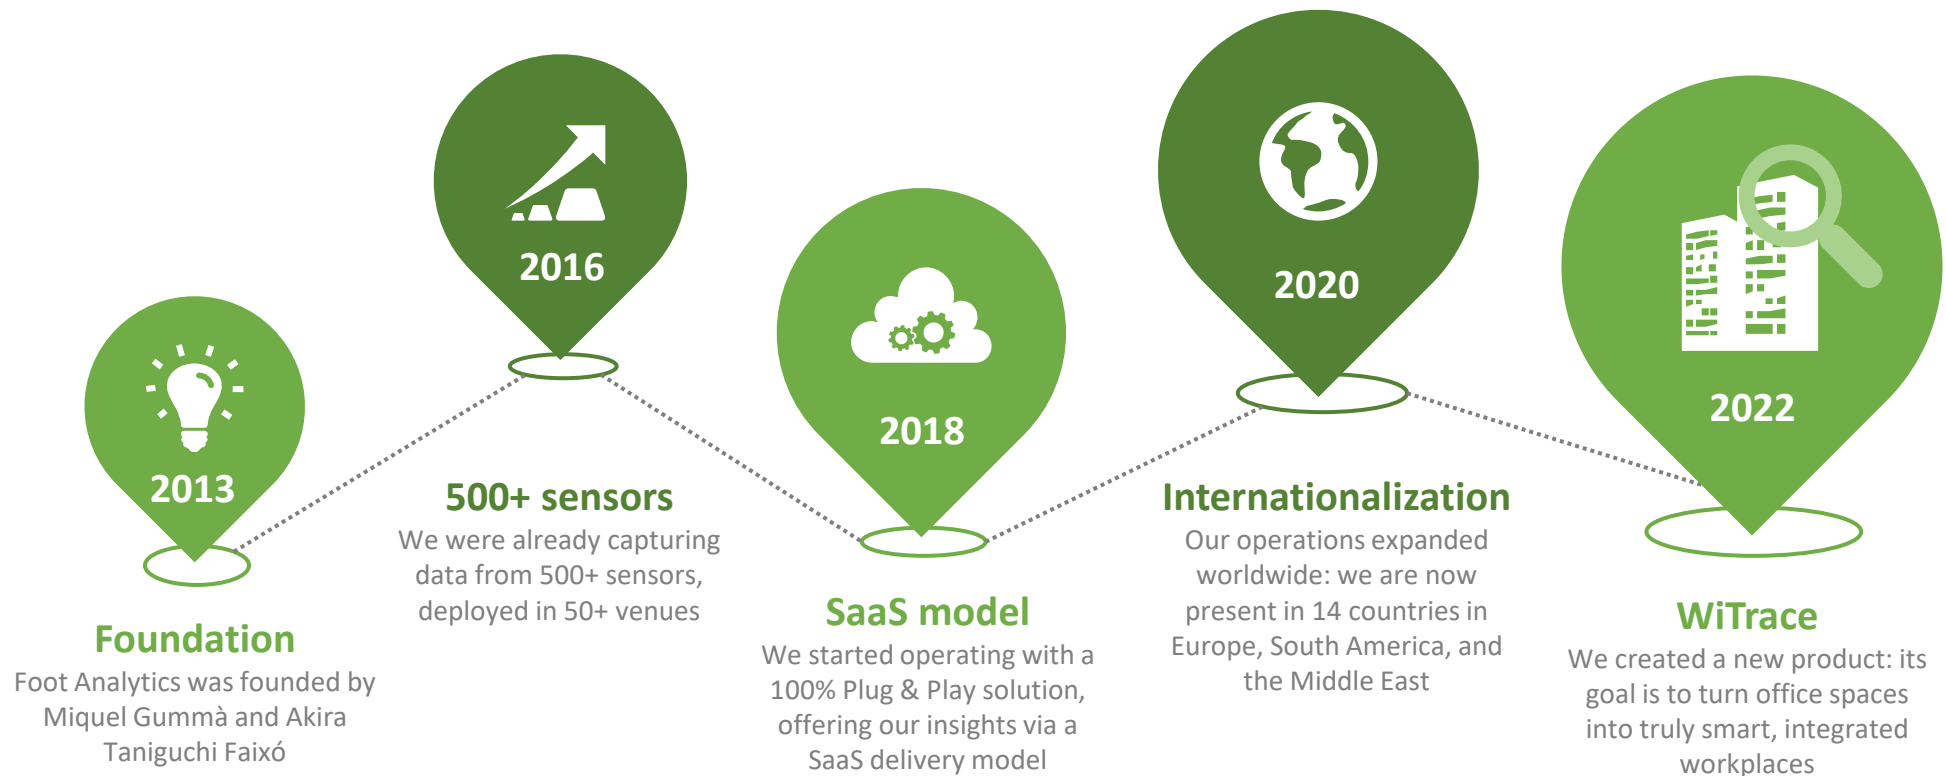 2013
Foundation
Foot Analytics was founded by
Miquel Gummà and Akira
Taniguchi Faixó
2016
500+ sensors
We were already capturing
data from 500+ sensors,
deployed in 50+ venues
2018
SaaS model
We started operating with a
100% Plug & Play solution,
offering our insights via a
SaaS delivery model
2020
Internationalization
Our operations expanded
worldwide: we are now
present in 14 countries in
Europe, South America, and
the Middle East
2022
WiTrace
We created a new product: its
goal is to turn office spaces
into truly smart, integrated
workplaces